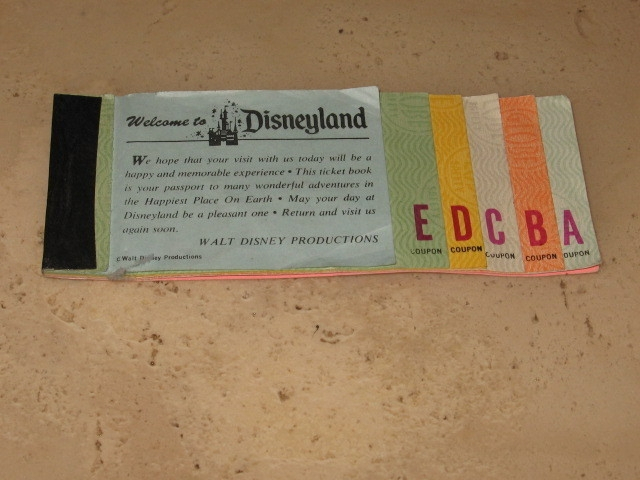 Welcome to Disneyland
We hope that your visit with us today will be a
happy and memorable experience • This ticket book
is your passport to many wonderful adventures in
the Happiest Place On Earth • May your day at
Disneyland be a pleasant one • Return and visit us
again soon.
WALT DISNEY PRODUCTIONS
©Walt Disney Productions
E D C B A
COUPON COUPON COUPON COUPON COUPON